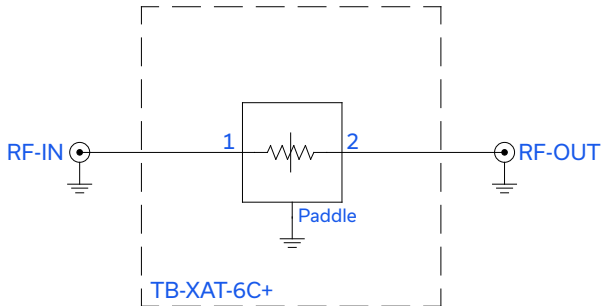 RF-IN
1
2
RF-OUT
Paddle
TB-XAT-6C+